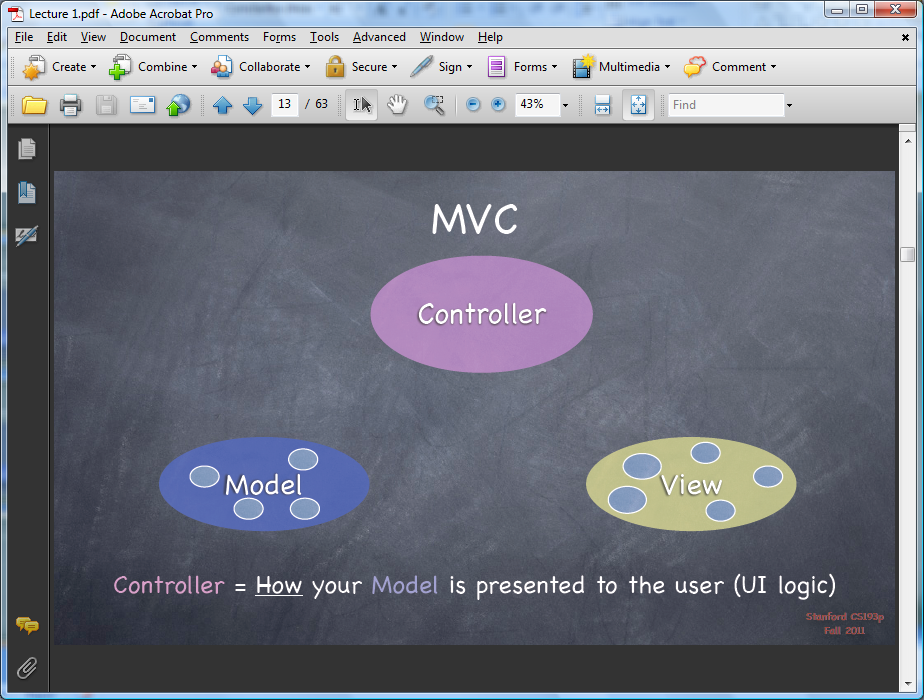 Lecture 1.pdf - Adobe Acrobat Pro
File Edit View Document Comments Forms Tools Advanced Window Help
Create Combine Collaborate Secure Sign Forms Multimedia Comment
13 / 63 43% Find
MVC
Controller
Model
View
Controller = How your Model is presented to the user (UI logic)
Stanford CS193p
Fall 2011